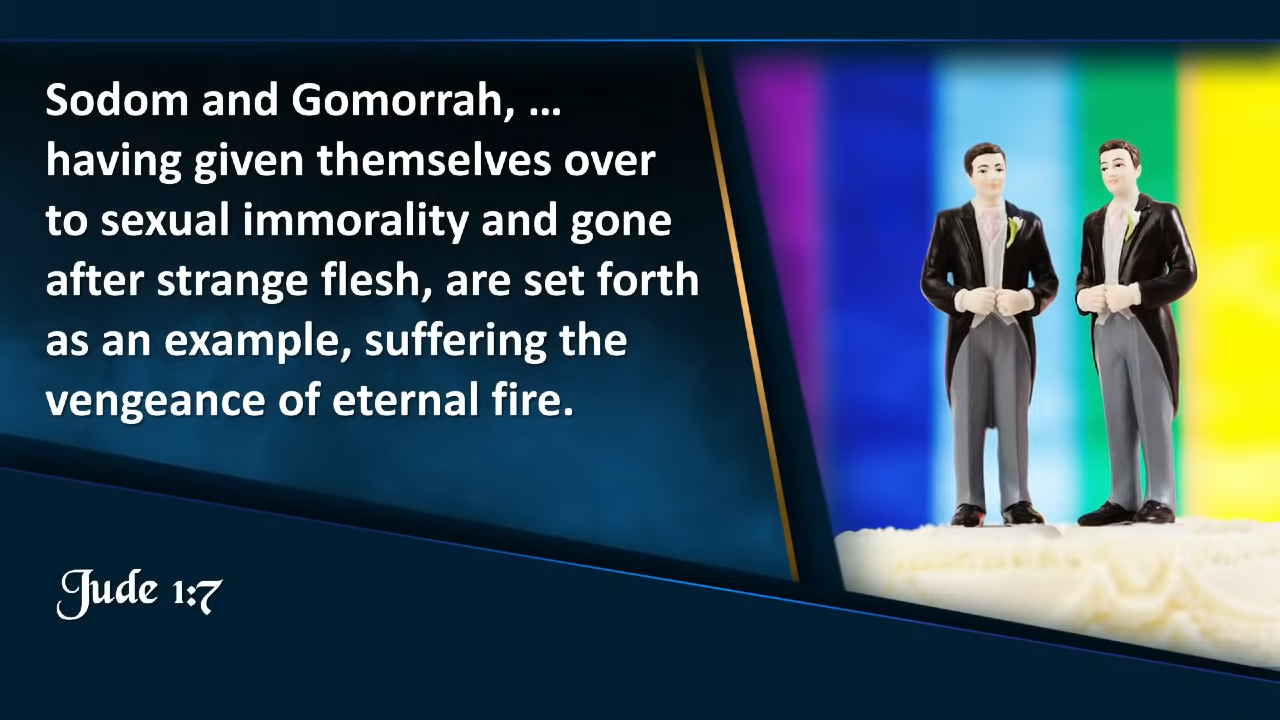 Sodom and Gomorrah, ...
having given themselves over
to sexual immorality and gone
after strange flesh, are set forth
as an example, suffering the
vengeance of eternal fire.
Jude 1:7